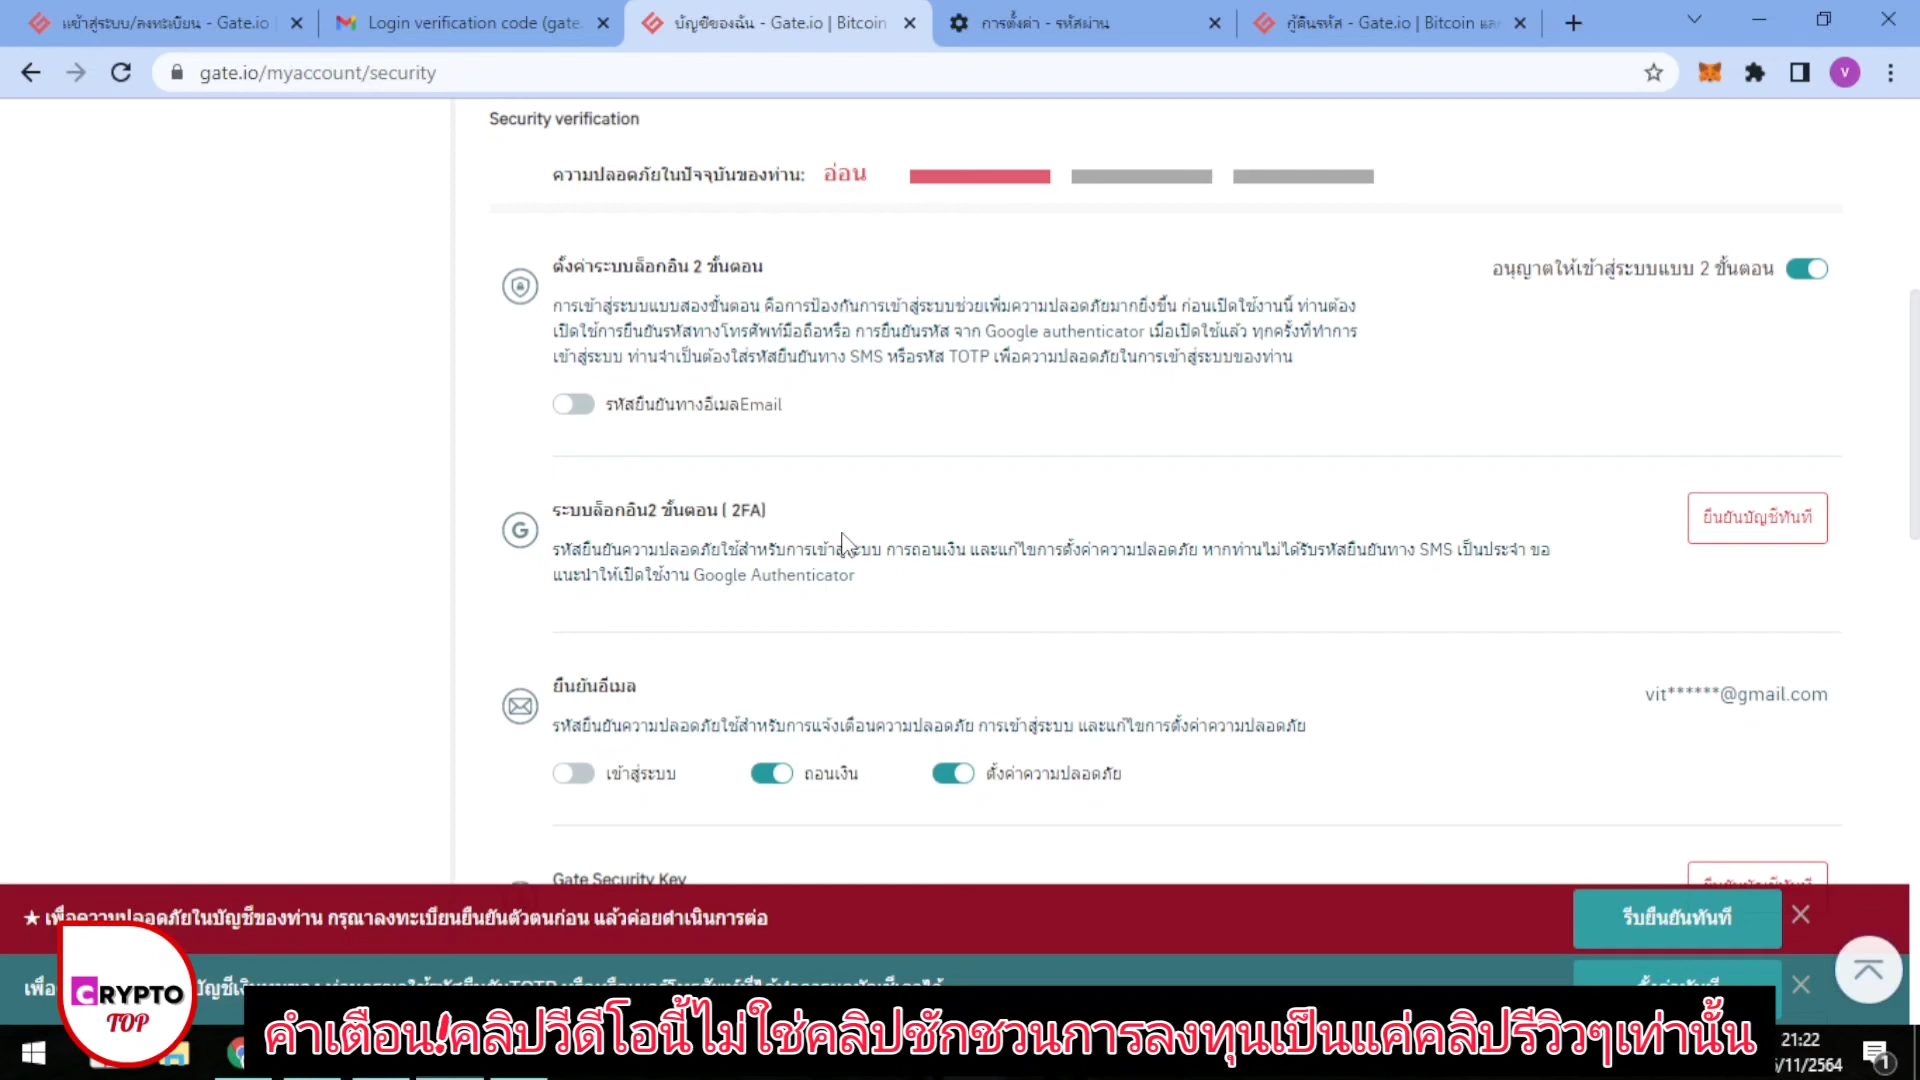 เข้าสู่ระบบ/ลงทะเบียน - Gate.io
Login verification code (gate.
บัญชีของฉัน - Gate.io | Bitcoin
การตั้งค่า - รหัสผ่าน
กู้คืนรหัส - Gate.io | Bitcoin และ
gate.io/myaccount/security
V
Security verification
ความปลอดภัยในปัจจุบันของท่าน: อ่อน
ตั้งค่าระบบล็อกอิน 2 ขั้นตอน
อนุญาตให้เข้าสู่ระบบแบบ 2 ขั้นตอน
การเข้าสู่ระบบแบบสองขั้นตอน คือการป้องกันการเข้าสู่ระบบช่วยเพิ่มความปลอดภัยมากยิ่งขึ้น ก่อนเปิดใช้งานนี้ ท่านต้อง
เปิดใช้การยืนยันรหัสทางโทรศัพท์มือถือหรือ การยืนยันรหัส จาก Google authenticator เมื่อเปิดใช้แล้ว ทุกครั้งที่ทำการ
เข้าสู่ระบบ ท่านจำเป็นต้องใส่รหัสยืนยันทาง SMS หรือรหัส TOTP เพื่อความปลอดภัยในการเข้าสู่ระบบของท่าน
รหัสยืนยันทางอีเมลEmail
G
ระบบล็อกอิน2 ขั้นตอน ( 2FA)
ยืนยันบัญชีทันที
รหัสยืนยันความปลอดภัยใช้สำหรับการเข้าสู่ระบบ การถอนเงิน และแก้ไขการตั้งค่าความปลอดภัย หากท่านไม่ได้รับรหัสยืนยันทาง SMS เป็นประจำ ขอ
แนะนำให้เปิดใช้งาน Google Authenticator
ยืนยันอีเมล
vit******@gmail.com
รหัสยืนยันความปลอดภัยใช้สำหรับการแจ้งเตือนความปลอดภัย การเข้าสู่ระบบ และแก้ไขการตั้งค่าความปลอดภัย
เข้าสู่ระบบ
ถอนเงิน
ตั้งค่าความปลอดภัย
Gate Security Key
ยืนยันบัญชีทันที
★ เพื่อความปลอดภัยในบัญชีของท่าน กรุณาลงทะเบียนยืนยันตัวตนก่อน แล้วค่อยดำเนินการต่อ
รีบยืนยันทันที
เพื่อ
CRYPTO
TOP
คำเตือน!คลิปวีดีโอนี้ไม่ใช่คลิปชักชวนการลงทุนเป็นแค่คลิปรีวิวๆเท่านั้น
21:22
/11/2564
1